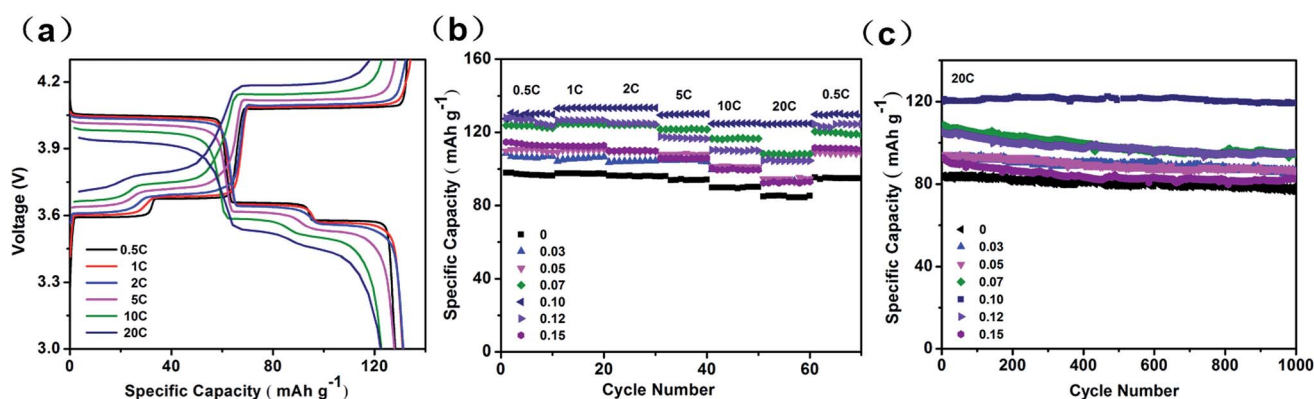 （a）
4.2
3.9
3.6
3.3
3.0
Voltage (V)
0.5C
1C
2C
5C
10C
20C
0 40 80 120
Specific Capacity ( mAh g⁻¹)
（b）
160
120
80
40
0
Specific Capacity ( mAh g⁻¹)
0.5C 1C 2C 5C 10C 20C 0.5C
0
0.03
0.05
0.07
0.10
0.12
0.15
0 20 40 60
Cycle Number
（c）
120
80
40
0
Specific Capacity ( mAh g⁻¹)
20C
0
0.03
0.05
0.07
0.10
0.12
0.15
0 200 400 600 800 1000
Cycle Number